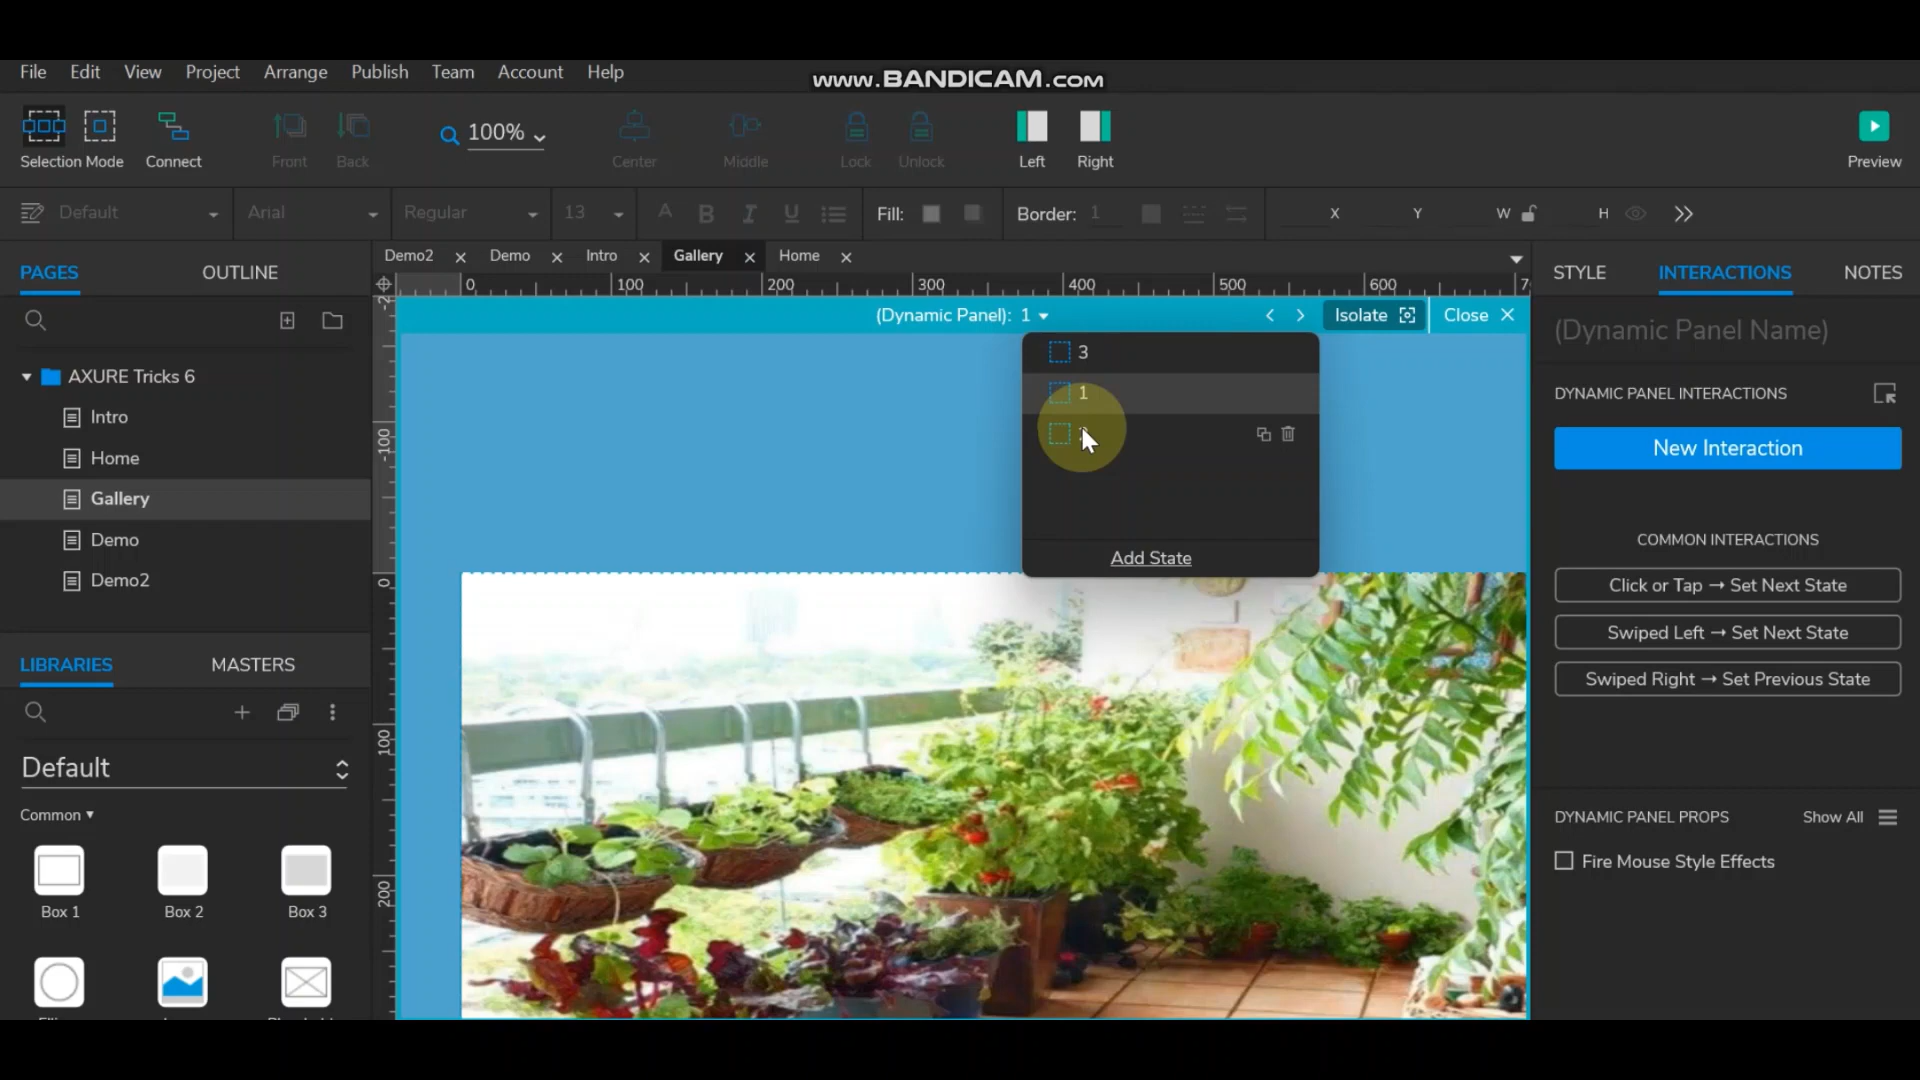 File Edit View Project Arrange Publish Team Account Help
www.BANDICAM.com
100%
Selection Mode Connect Front Back Center Middle Lock Unlock Left Right Preview
Default Arial Regular 13 Fill: Border: 1 X Y W H
Demo2 Demo Intro Gallery Home
PAGES OUTLINE
STYLE INTERACTIONS NOTES
0 100 200 300 400 500 600
(Dynamic Panel): 1 Isolate Close
(Dynamic Panel Name)
3
AXURE Tricks 6
1
DYNAMIC PANEL INTERACTIONS
Intro
-100
New Interaction
Home
Gallery
Demo
COMMON INTERACTIONS
Add State
Demo2
0
Click or Tap → Set Next State
Swiped Left → Set Next State
LIBRARIES MASTERS
Swiped Right → Set Previous State
100
Default
Common
DYNAMIC PANEL PROPS Show All
Fire Mouse Style Effects
200
Box 1 Box 2 Box 3